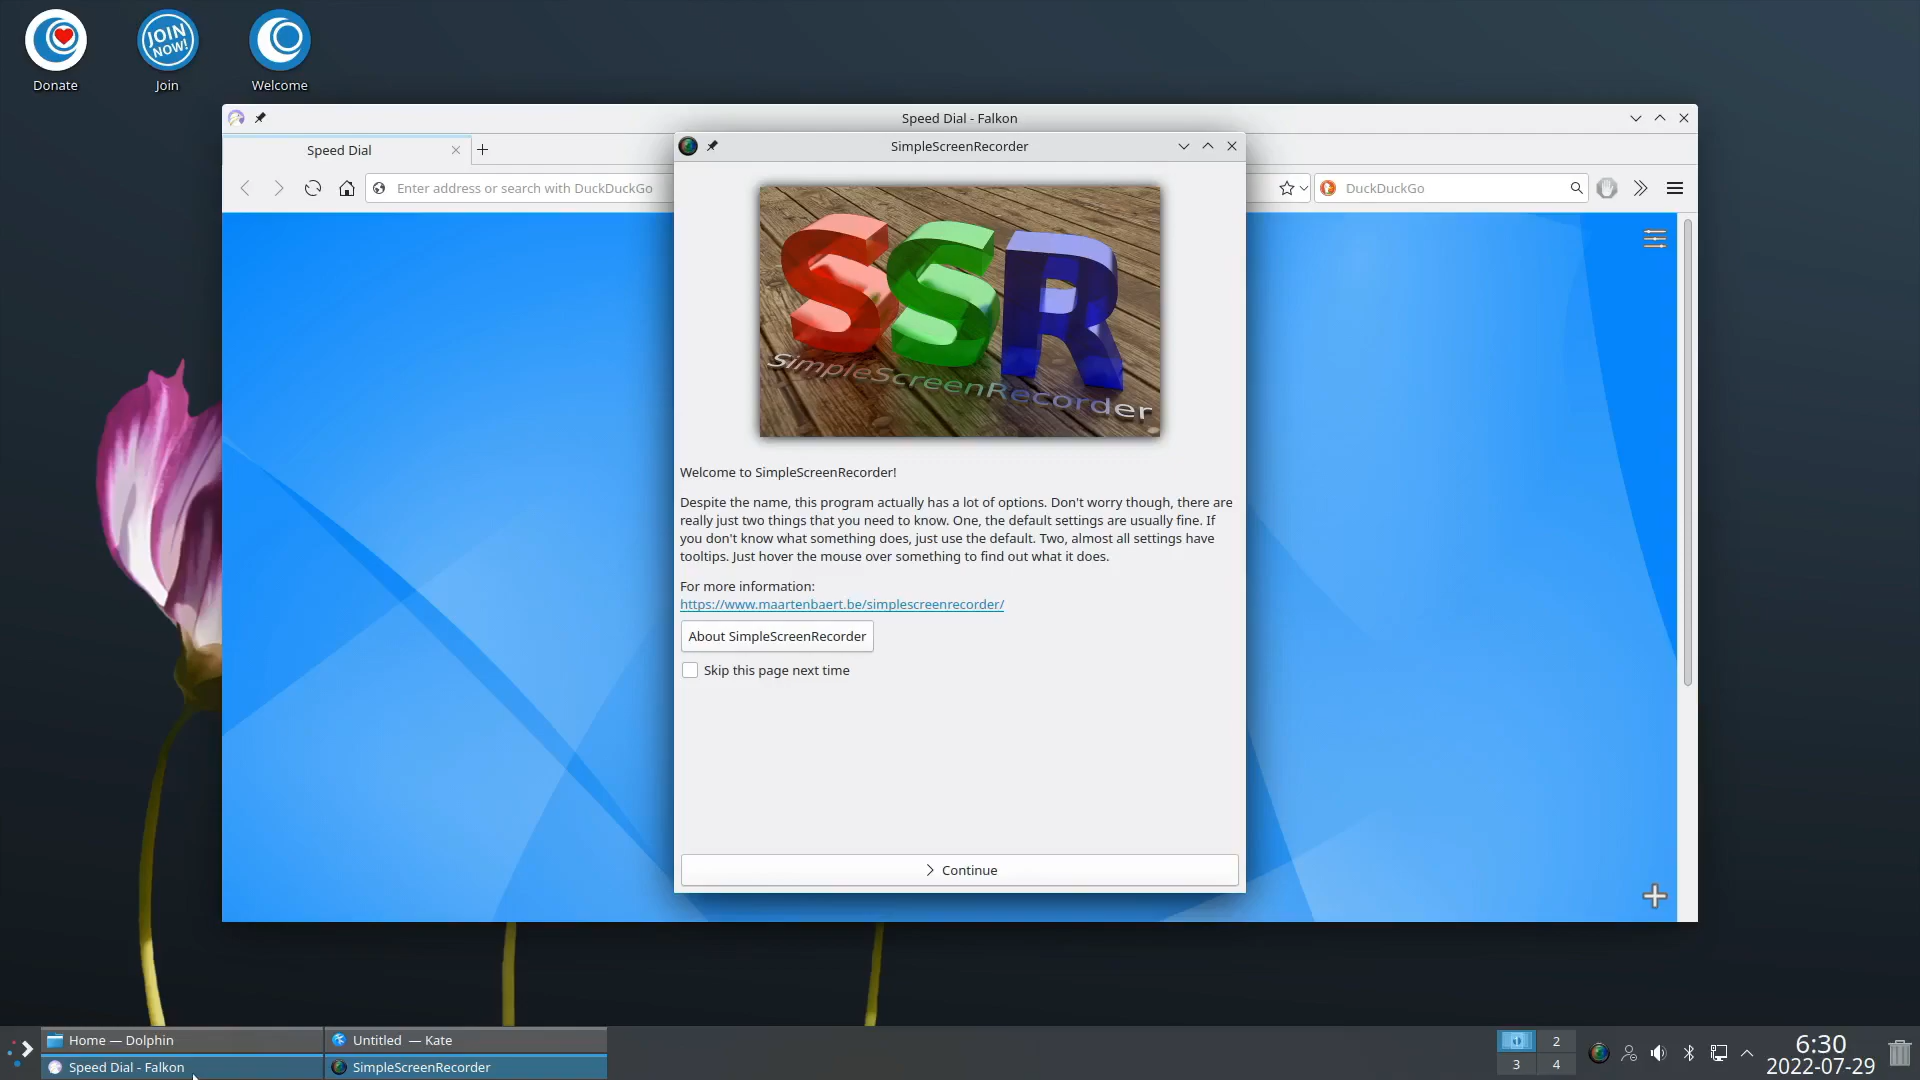 Donate
Join
Welcome
JOIN
NOW!
Speed Dial - Falkon
Speed Dial
Enter address or search with DuckDuckGo
DuckDuckGo
SimpleScreenRecorder
SSR
SimpleScreenRecorder
Welcome to SimpleScreenRecorder!
Despite the name, this program actually has a lot of options. Don't worry though, there are
really just two things that you need to know. One, the default settings are usually fine. If
you don't know what something does, just use the default. Two, almost all settings have
tooltips. Just hover the mouse over something to find out what it does.
For more information:
https://www.maartenbaert.be/simplescreenrecorder/
About SimpleScreenRecorder
Skip this page next time
Continue
Home — Dolphin
Untitled — Kate
Speed Dial - Falkon
SimpleScreenRecorder
2
3
4
6:30
2022-07-29